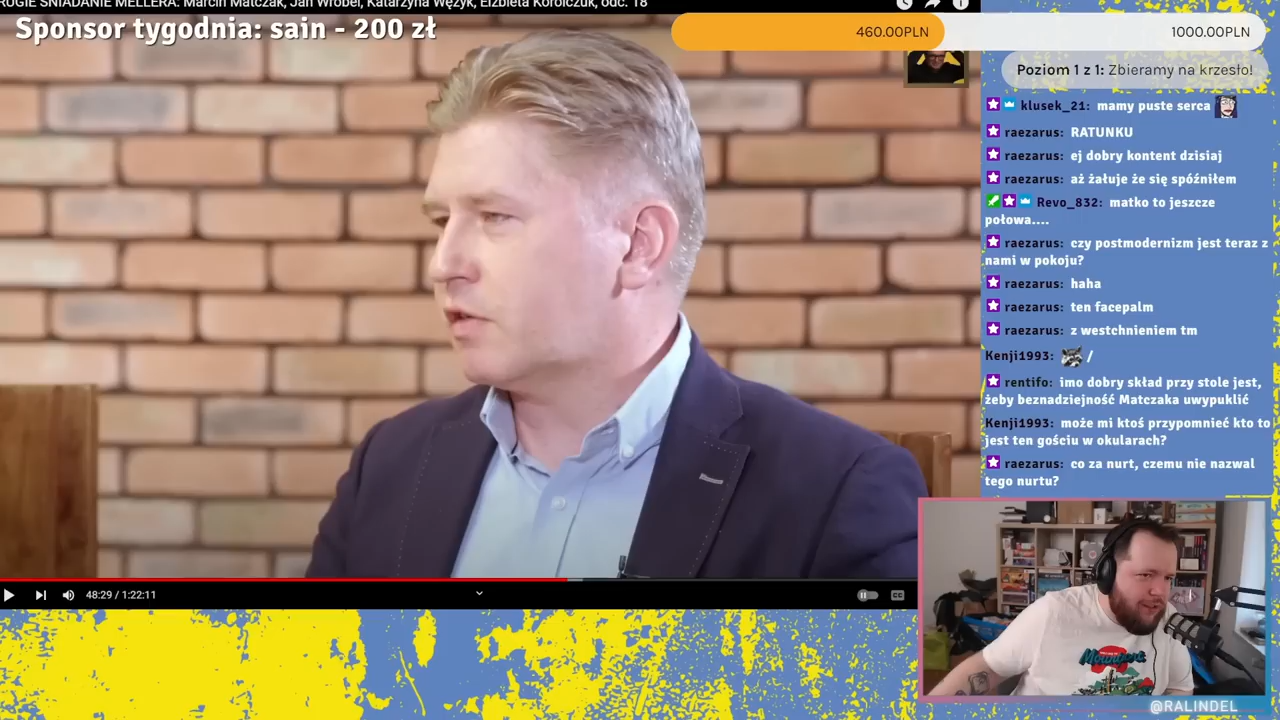 RUGIE ŚNIADANIE MELLERA: Marcin Matczak, Jan Wróbel, Katarzyna Wężyk, Elżbieta Korolczuk, odc. 18
Sponsor tygodnia: sain - 200 zł
460.00PLN
1000.00PLN
Poziom 1 z 1: Zbieramy na krzesło!
klusek_21: mamy puste serca
raezarus: RATUNKU
raezarus: ej dobry kontent dzisiaj
raezarus: aż żałuje że się spóźniłem
Revo_832: matko to jeszcze
połowa....
raezarus: czy postmodernizm jest teraz z
nami w pokoju?
raezarus: haha
raezarus: ten facepalm
raezarus: z westchnieniem tm
Kenji1993: /
rentifo: imo dobry skład przy stole jest,
żeby beznadziejność Matczaka uwypuklić
Kenji1993: może mi ktoś przypomnieć kto to
jest ten gościu w okularach?
raezarus: co za nurt, czemu nie nazwal
tego nurtu?
48:29 / 1:22:11
CC
@RALINDEL